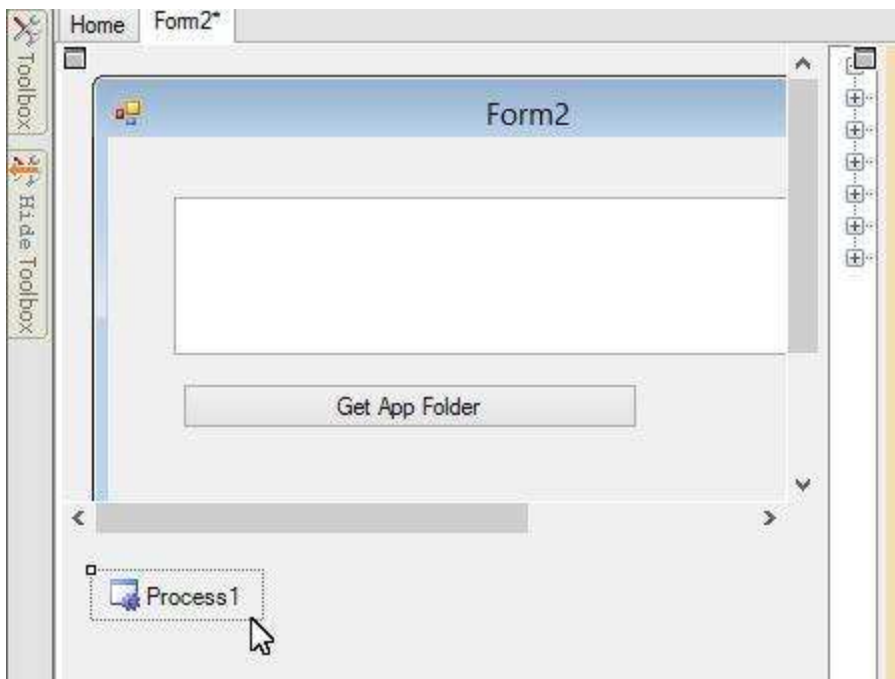 Home
Form2*
Toolbox
Hide Toolbox
Form2
Get App Folder
Process1